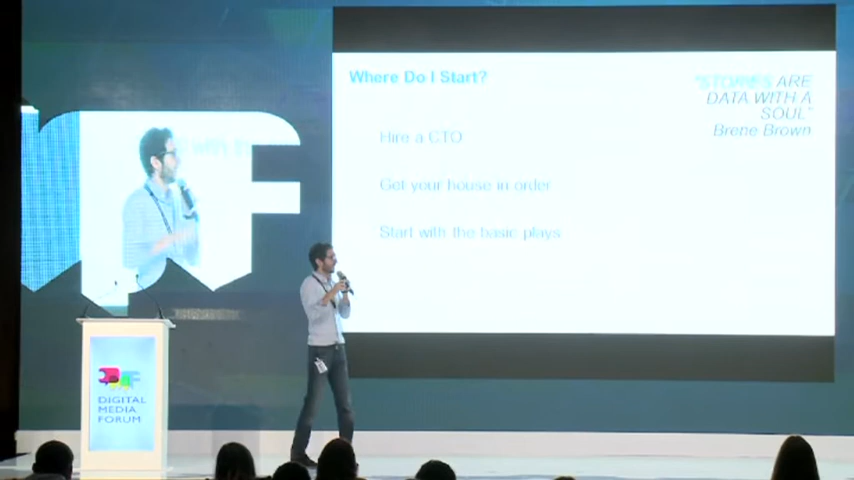 Where Do I Start?
"STORIES ARE
DATA WITH A
SOUL"
Brene Brown
Hire a CTO
Get your house in order
Start with the basic plays
DIGITAL
MEDIA
FORUM